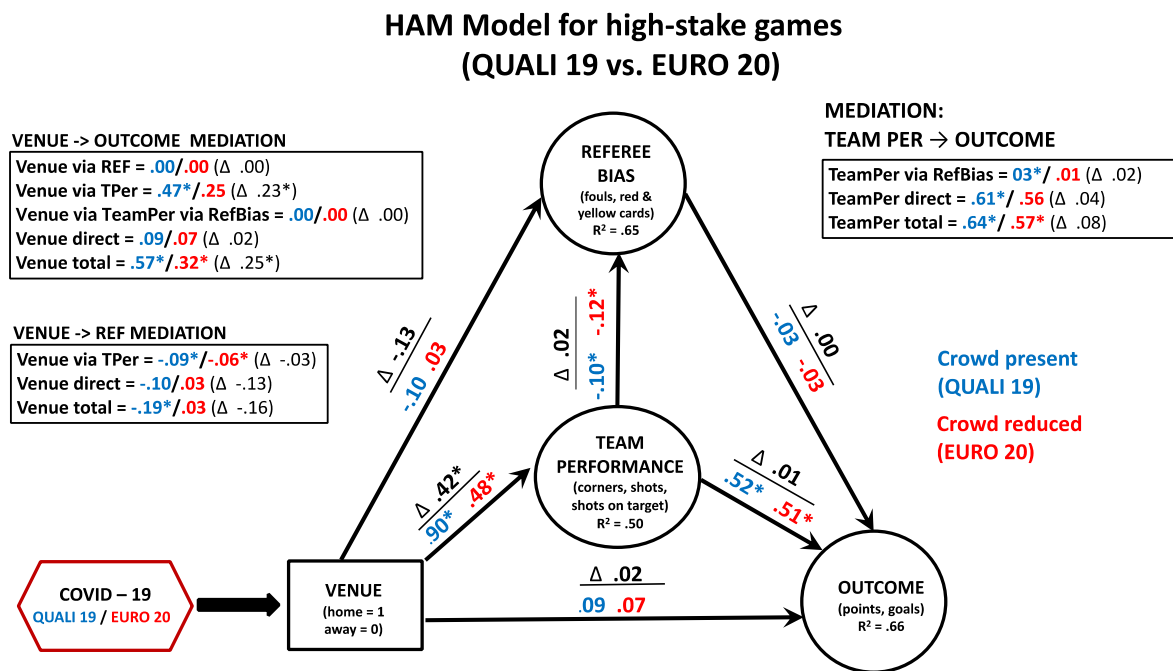 HAM Model for high-stake games
(QUALI 19 vs. EURO 20)
VENUE -> OUTCOME MEDIATION
Venue via REF = .00/.00 (Δ .00)
Venue via TPer = .47*/.25 (Δ .23*)
Venue via TeamPer via RefBias = .00/.00 (Δ .00)
Venue direct = .09/.07 (Δ .02)
Venue total = .57*/.32* (Δ .25*)
MEDIATION:
TEAM PER → OUTCOME
TeamPer via RefBias = 03*/ .01 (Δ .02)
TeamPer direct = .61*/ .56 (Δ .04)
TeamPer total = .64*/ .57* (Δ .08)
REFEREE
BIAS
(fouls, red &
yellow cards)
R² = .65
VENUE -> REF MEDIATION
Venue via TPer = -.09*/-.06* (Δ -.03)
Venue direct = -.10/.03 (Δ -.13)
Venue total = -.19*/.03 (Δ -.16)
Δ -.13
-.10 .03
Δ .02
-.10* -.12*
Δ .00
-.03 -.03
Crowd present
(QUALI 19)
Crowd reduced
(EURO 20)
TEAM
PERFORMANCE
(corners, shots,
shots on target)
R² = .50
Δ .42*
.90* .48*
Δ .01
.52* .51*
COVID – 19
QUALI 19 / EURO 20
VENUE
(home = 1
away = 0)
Δ .02
.09 .07
OUTCOME
(points, goals)
R² = .66